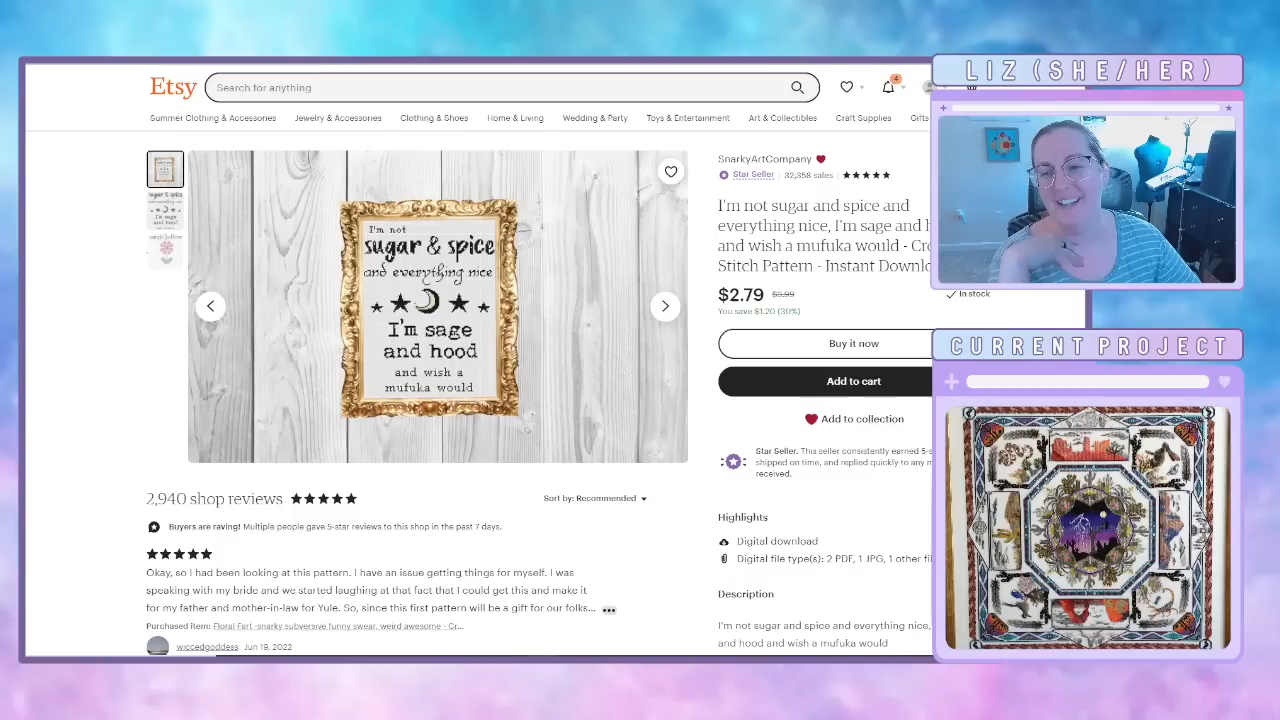 LIZ (SHE/HER)
Etsy
Search for anything
4
Summer Clothing & Accessories
Jewelry & Accessories
Clothing & Shoes
Home & Living
Wedding & Party
Toys & Entertainment
Art & Collectibles
Craft Supplies
Gifts
I'm not
sugar & spice
and everything nice
I'm sage
and hood
and wish a
mufuka would
sugar & spice
I'm sage
and hood
SnarkyArtCompany
Star Seller
32,358 sales
I'm not sugar and spice and
everything nice, I'm sage and h
and wish a mufuka would - Cro
Stitch Pattern - Instant Downlo
$2.79 $3.99
You save $1.20 (30%)
In stock
Buy it now
Add to cart
Add to collection
Star Seller. This seller consistently earned 5-s
shipped on time, and replied quickly to any m
received.
Highlights
Digital download
Digital file type(s): 2 PDF, 1 JPG, 1 other fil
Description
I'm not sugar and spice and everything nice,
and hood and wish a mufuka would
2,940 shop reviews
Sort by: Recommended
Buyers are raving! Multiple people gave 5-star reviews to this shop in the past 7 days.
Okay, so I had been looking at this pattern. I have an issue getting things for myself. I was
speaking with my bride and we started laughing at that fact that I could get this and make it
for my father and mother-in-law for Yule. So, since this first pattern will be a gift for our folks...
Purchased item: Floral Fart -snarky subversive funny swear, weird awesome - Cr...
wiccedgoddess Jun 19, 2022
CURRENT PROJECT